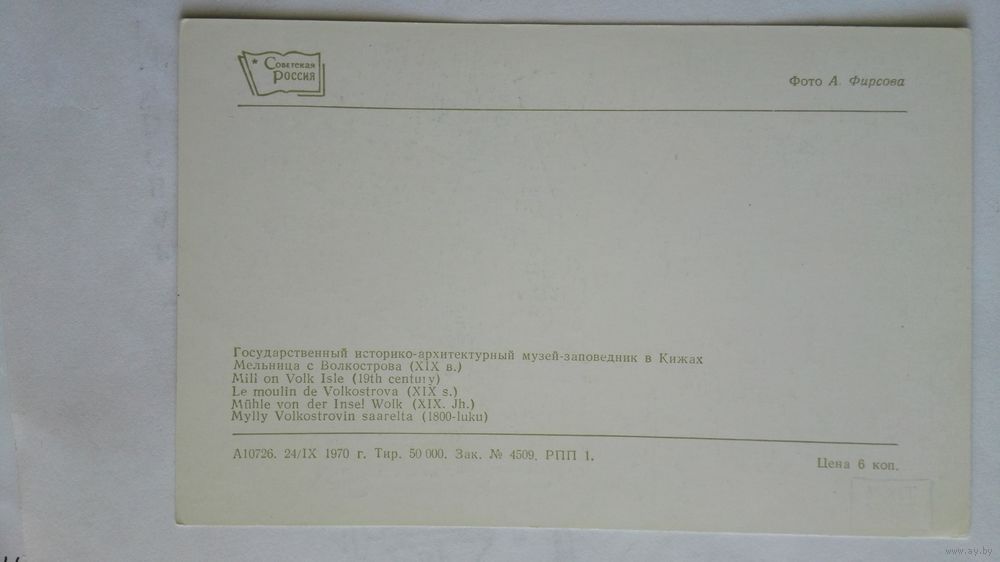 Советская
Россия
Фото А. Фирсова
Государственный историко-архитектурный музей-заповедник в Кижах
Мельница с Волкострова (XIX в.)
Mill on Volk Isle (19th century)
Le moulin de Volkostrova (XIX s.)
Mühle von der Insel Wolk (XIX. Jh.)
Mylly Volkostrovin saarelta (1800-luku)
А10726. 24/IX 1970 г. Тир. 50 000. Зак. № 4509. РПП 1.
Цена 6 коп.
www.ay.by